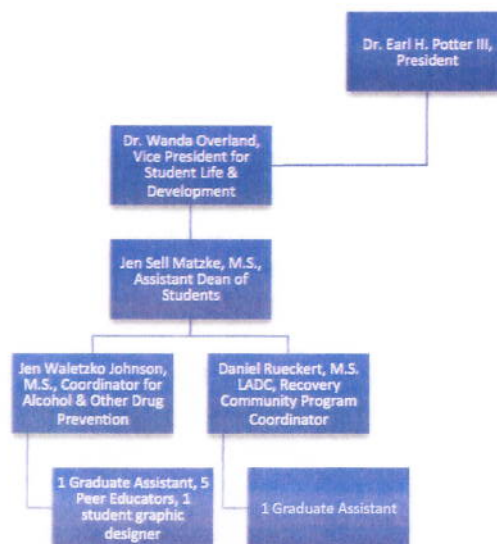 Dr. Earl H. Potter III,
President
Dr. Wanda Overland,
Vice President for
Student Life &
Development
Jen Sell Matzke, M.S.,
Assistant Dean of
Students
Jen Waletzko Johnson,
M.S., Coordinator for
Alcohol & Other Drug
Prevention
Daniel Rueckert, M.S.
LADC, Recovery
Community Program
Coordinator
1 Graduate Assistant, 5
Peer Educators, 1
student graphic
designer
1 Graduate Assistant